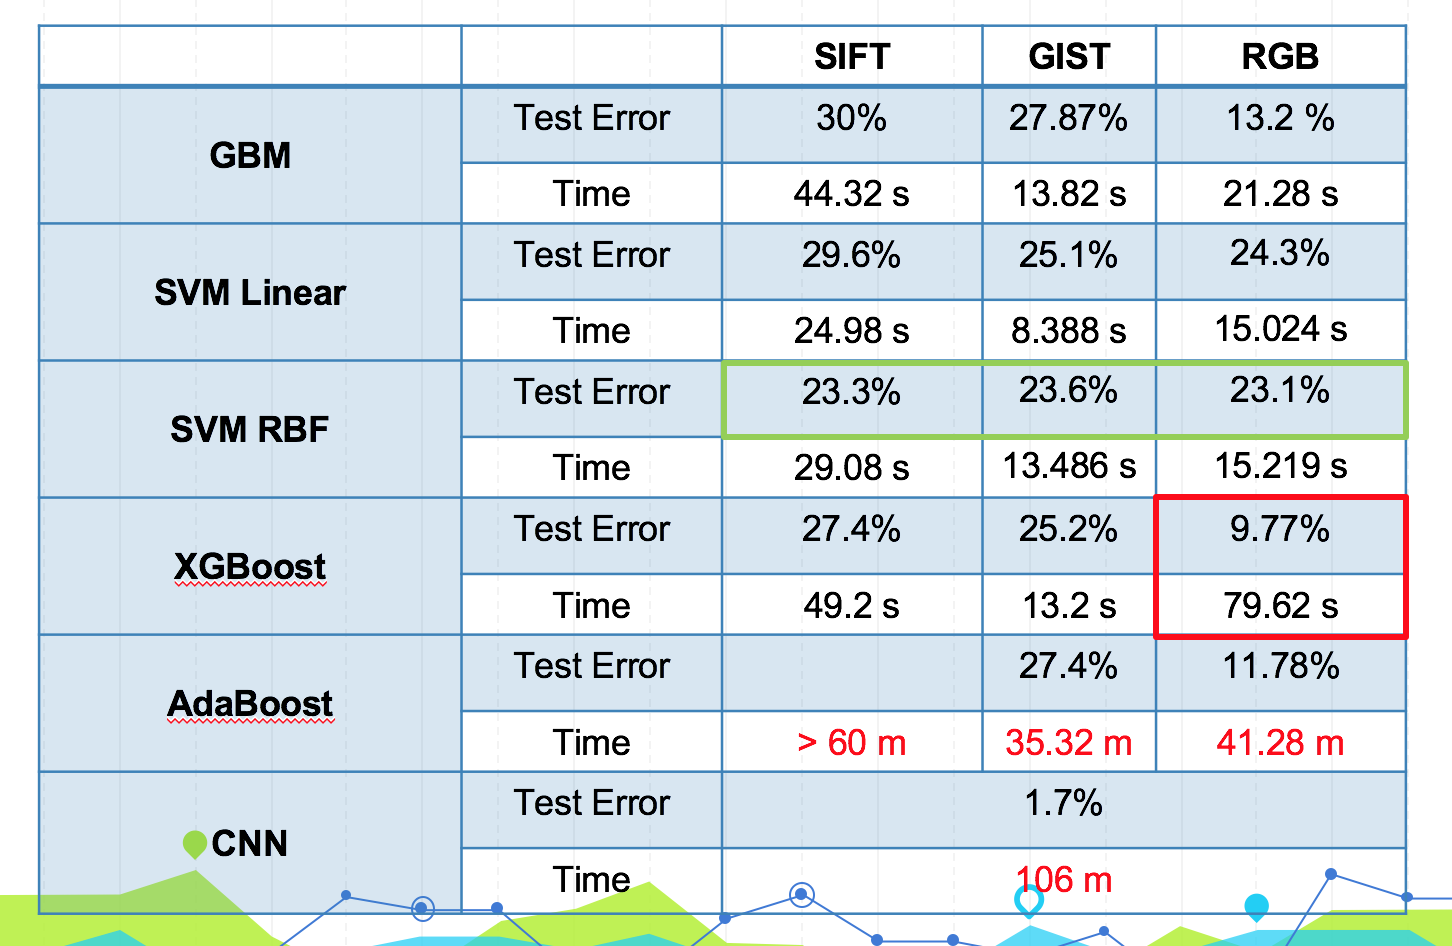 SIFT GIST RGB
GBM Test Error 30% 27.87% 13.2 %
Time 44.32 s 13.82 s 21.28 s
SVM Linear Test Error 29.6% 25.1% 24.3%
Time 24.98 s 8.388 s 15.024 s
SVM RBF Test Error 23.3% 23.6% 23.1%
Time 29.08 s 13.486 s 15.219 s
XGBoost Test Error 27.4% 25.2% 9.77%
Time 49.2 s 13.2 s 79.62 s
AdaBoost Test Error 27.4% 11.78%
Time > 60 m 35.32 m 41.28 m
CNN Test Error 1.7%
Time 106 m